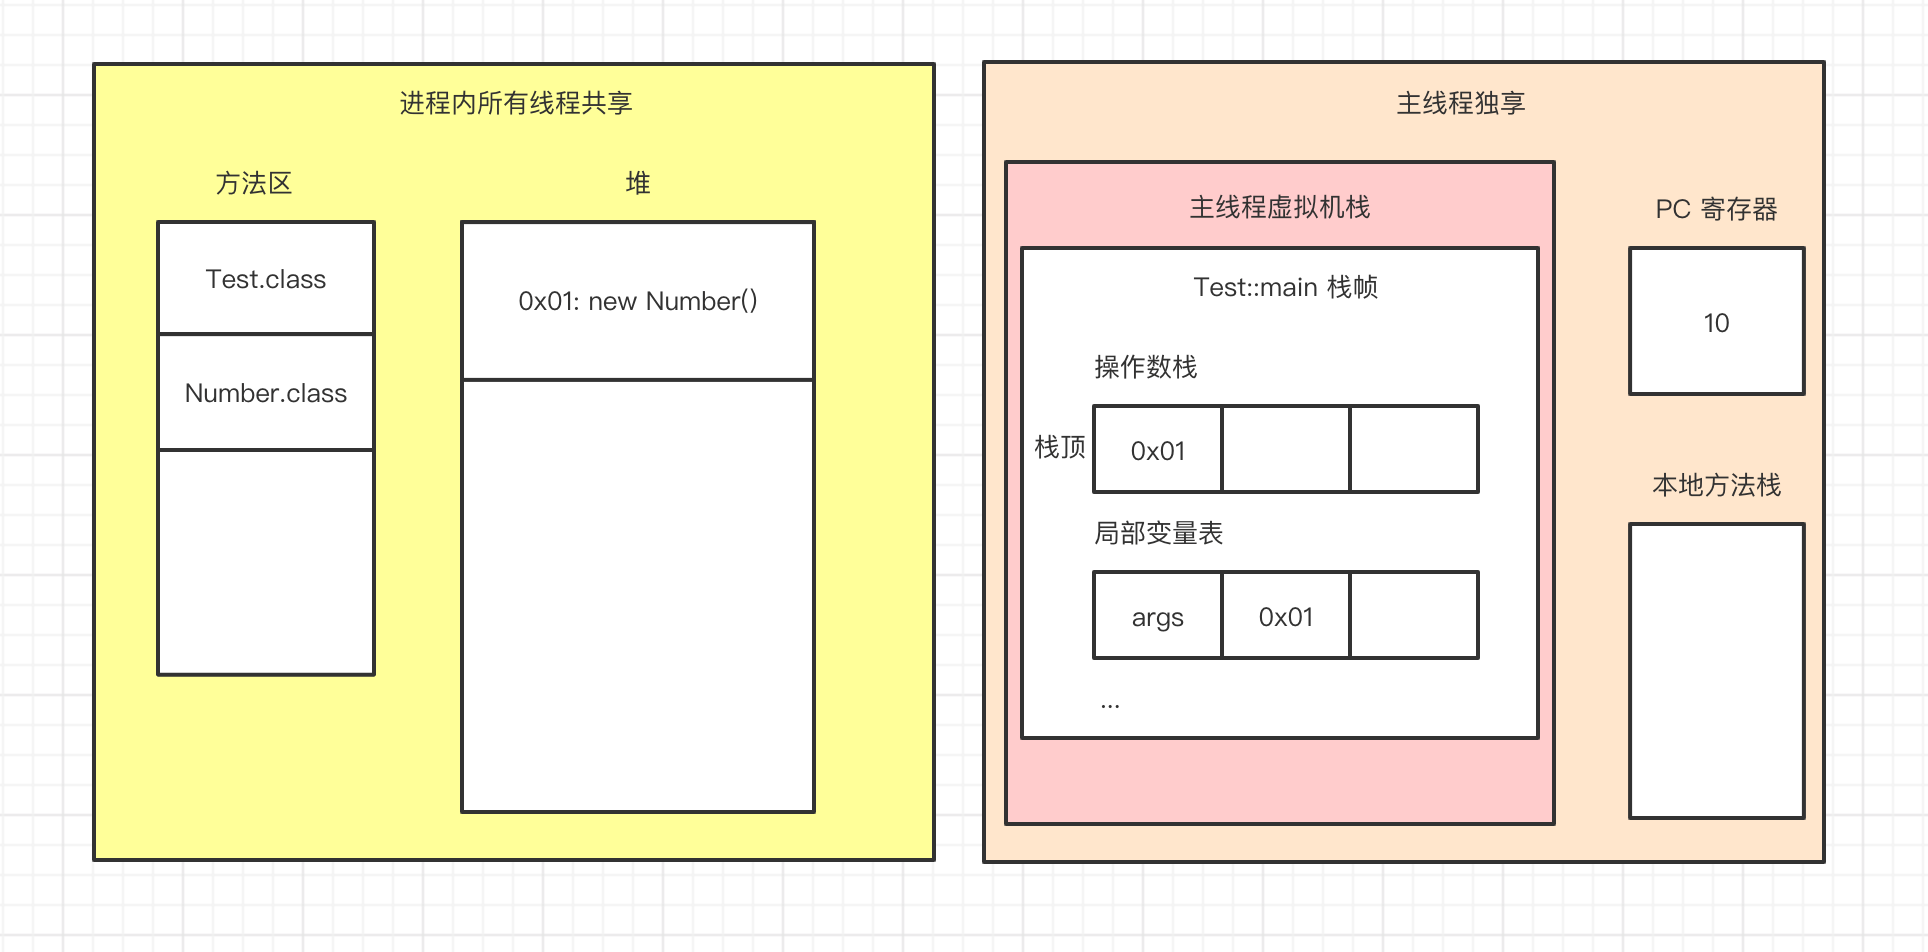 进程内所有线程共享
方法区
堆
Test.class
Number.class
0x01: new Number()
主线程独享
主线程虚拟机栈
Test::main 栈帧
操作数栈
栈顶
0x01
局部变量表
args
0x01
...
PC 寄存器
10
本地方法栈